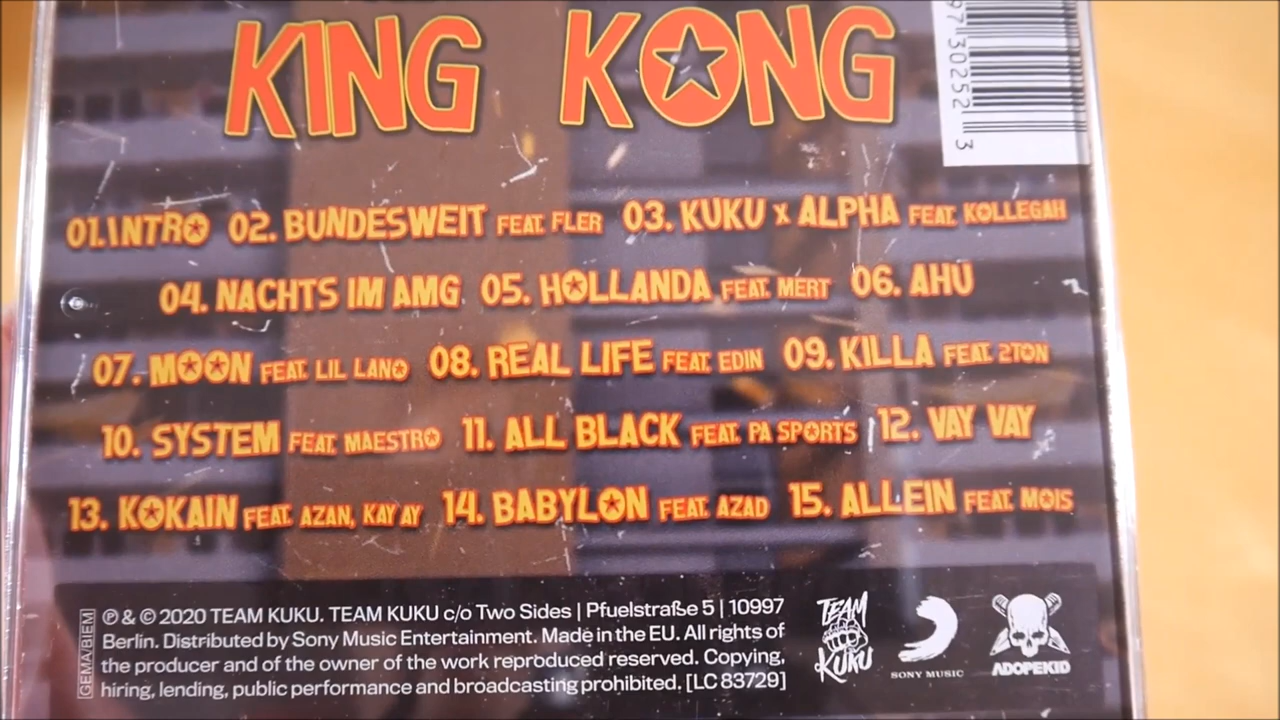 KING KONG
97 30252 3
01. INTRO 02. BUNDESWEIT FEAT. FLER 03. KUKU x ALPHA FEAT. KOLLEGAH
04. NACHTS IM AMG 05. HOLLANDA FEAT. MERT 06. AHU
07. MOON FEAT. LIL LANO 08. REAL LIFE FEAT. EDIN 09. KILLA FEAT. 2TON
10. SYSTEM FEAT. MAESTRO 11. ALL BLACK FEAT. PA SPORTS 12. VAY VAY
13. KOKAIN FEAT. AZAN, KAY AY 14. BABYLON FEAT. AZAD 15. ALLEIN FEAT. MOIS
GEMA/BIEM
℗ & © 2020 TEAM KUKU. TEAM KUKU c/o Two Sides | Pfuelstraße 5 | 10997
Berlin. Distributed by Sony Music Entertainment. Made in the EU. All rights of
the producer and of the owner of the work reproduced reserved. Copying,
hiring, lending, public performance and broadcasting prohibited. [LC 83729]
TEAM
KUKU
SONY MUSIC
ADOPEKID